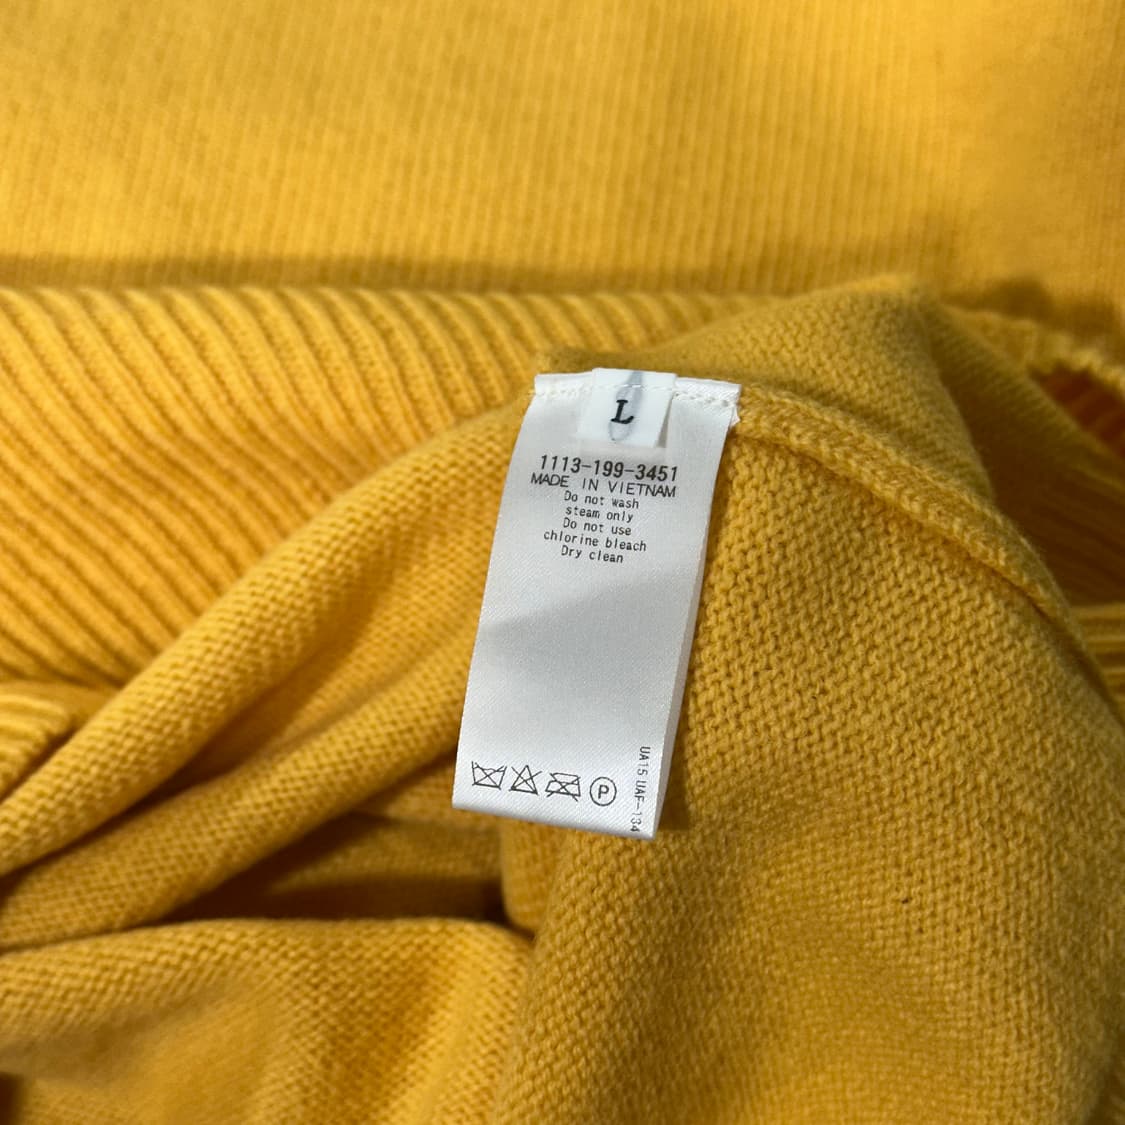 L
1113-199-3451
MADE IN VIETNAM
Do not wash
steam only
Do not use
chlorine bleach
Dry clean
P
UA15 UAF-134